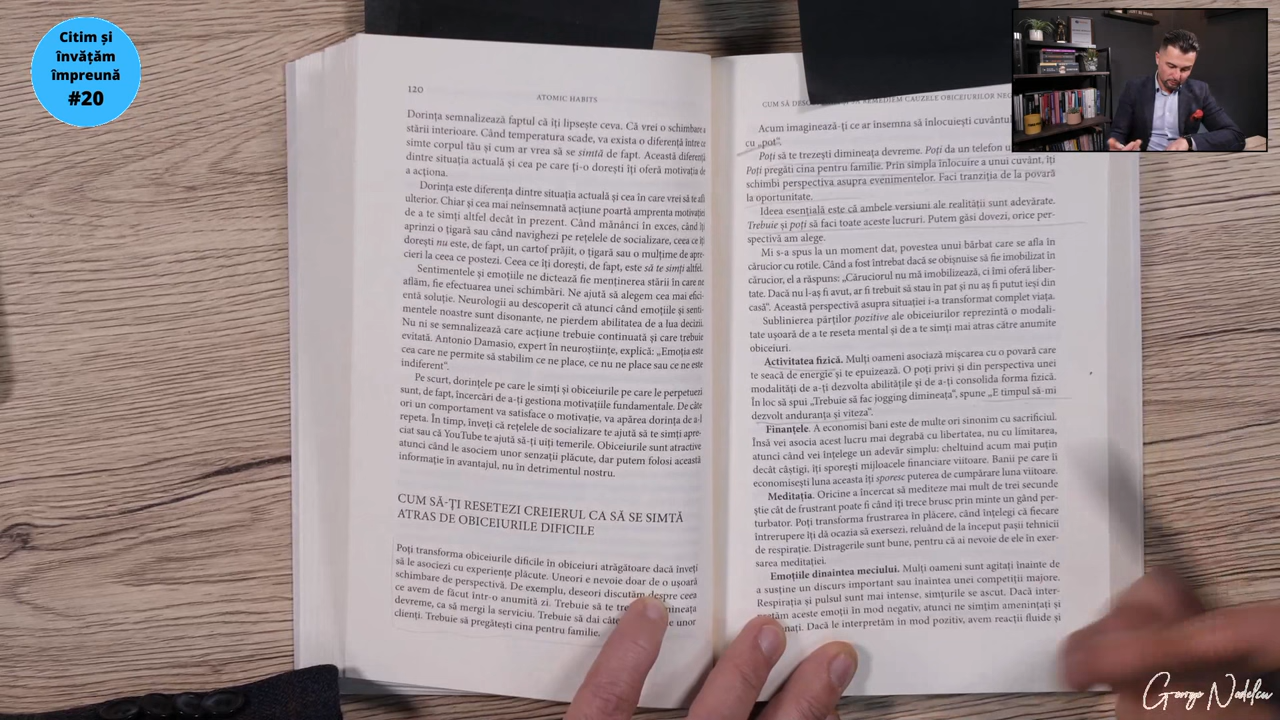 Citim și
învățăm
împreună
#20
120
ATOMIC HABITS
Dorința semnalizează faptul că îți lipsește ceva. Că vrei o schimbare a
stării interioare. Când temperatura scade, va exista o diferență între ce
simte corpul tău și cum ar vrea să se simtă de fapt. Această diferență
dintre situația actuală și cea pe care ți-o dorești îți oferă motivația de
a acționa.
Dorința este diferența dintre situația actuală și cea în care vrei să te afli
ulterior. Chiar și cea mai neînsemnată acțiune poartă amprenta motivației
de a te simți altfel decât în prezent. Când mănânci în exces, când îți
aprinzi o țigară sau când navighezi pe rețelele de socializare, ceea ce îți
dorești nu este, de fapt, un cartof prăjit, o țigară sau o mulțime de apre-
cieri la ceea ce postezi. Ceea ce îți dorești, de fapt, este să te simți altfel.
Sentimentele și emoțiile ne dictează fie menținerea stării în care ne
aflăm, fie efectuarea unei schimbări. Ne ajută să alegem cea mai efici-
entă soluție. Neurologii au descoperit că atunci când emoțiile și senti-
mentele noastre sunt disonante, ne pierdem abilitatea de a lua decizii.
Nu ni se semnalizează care acțiune trebuie continuată și care trebuie
evitată. Antonio Damasio, expert în neuroștiințe, explică: „Emoția este
cea care ne permite să stabilim ce ne place, ce nu ne place sau ce ne este
indiferent”.
Pe scurt, dorințele pe care le simți și obiceiurile pe care le perpetuezi
sunt, de fapt, încercări de a-ți gestiona motivațiile fundamentale. De câte
ori un comportament va satisface o motivație, va apărea dorința de a-l
repeta. În timp, înveți că rețelele de socializare te ajută să te simți apre-
ciat sau că YouTube te ajută să-ți uiți temerile. Obiceiurile sunt atractive
atunci când le asociem unor senzații plăcute, dar putem folosi această
informație în avantajul, nu în detrimentul nostru.
CUM SĂ-ȚI RESETEZI CREIERUL CA SĂ SE SIMTĂ
ATRAS DE OBICEIURILE DIFICILE
Poți transforma obiceiurile dificile în obiceiuri atrăgătoare dacă înveți
să le asociezi cu experiențe plăcute. Uneori e nevoie doar de o ușoară
schimbare de perspectivă. De exemplu, deseori discutăm despre ceea
ce avem de făcut într-o anumită zi. Trebuie să te dimineața
devreme, ca să mergi la serviciu. Trebuie să dai unor
clienți. Trebuie să pregătești cina pentru familie.
CUM SĂ REMEDIEM CAUZELE OBICEIURILOR
Acum imaginează-ți ce ar însemna să înlocuiești cuvântul
cu „pot”.
Poți să te trezești dimineața devreme. Poți da un telefon
Poți pregăti cina pentru familie. Prin simpla înlocuire a unui cuvânt, îți
schimbi perspectiva asupra evenimentelor. Faci tranziția de la povară
la oportunitate.
Ideea esențială este că ambele versiuni ale realității sunt adevărate.
Trebuie și poți să faci toate aceste lucruri. Putem găsi dovezi, orice per-
spectivă am alege.
Mi s-a spus la un moment dat, povestea unui bărbat care se afla în
cărucior cu rotile. Când a fost întrebat dacă se obișnuise să fie imobilizat în
cărucior, el a răspuns: „Căruciorul nu mă imobilizează, ci îmi oferă liber-
tate. Dacă nu l-aș fi avut, ar fi trebuit să stau în pat și nu aș fi putut ieși din
casă”. Această perspectivă asupra situației i-a transformat complet viața.
Sublinierea părților pozitive ale obiceiurilor reprezintă o modali-
tate ușoară de a te reseta mental și de a te simți mai atras către anumite
obiceiuri.
Activitatea fizică. Mulți oameni asociază mișcarea cu o povară care
te seacă de energie și te epuizează. O poți privi și din perspectiva unei
modalități de a-ți dezvolta abilitățile și de a-ți consolida forma fizică.
În loc să spui „Trebuie să fac jogging dimineața”, spune „E timpul să-mi
dezvolt anduranța și viteza”.
Finanțele. A economisi bani este de multe ori sinonim cu sacrificiul.
Însă vei asocia acest lucru mai degrabă cu libertatea, nu cu limitarea,
atunci când vei înțelege un adevăr simplu: cheltuind acum mai puțin
decât câștigi, îți sporești mijloacele financiare viitoare. Banii pe care îi
economisești luna aceasta îți sporesc puterea de cumpărare luna viitoare.
Meditația. Oricine a încercat să mediteze mai mult de trei secunde
știe cât de frustrant poate fi când îți trece brusc prin minte un gând per-
turbator. Poți transforma frustrarea în plăcere, când înțelegi că fiecare
întrerupere îți dă ocazia să exersezi, reluând de la început pașii tehnicii
de respirație. Distragerile sunt bune, pentru că ai nevoie de ele în exer-
sarea meditației.
Emoțiile dinaintea meciului. Mulți oameni sunt agitați înainte de
a susține un discurs important sau înaintea unei competiții majore.
Respirația și pulsul sunt mai intense, simțurile se ascut. Dacă inter-
pretăm aceste emoții în mod negativ, atunci ne simțim amenințați și
Dacă le interpretăm în mod pozitiv, avem reacții fluide și
George Nadelcu